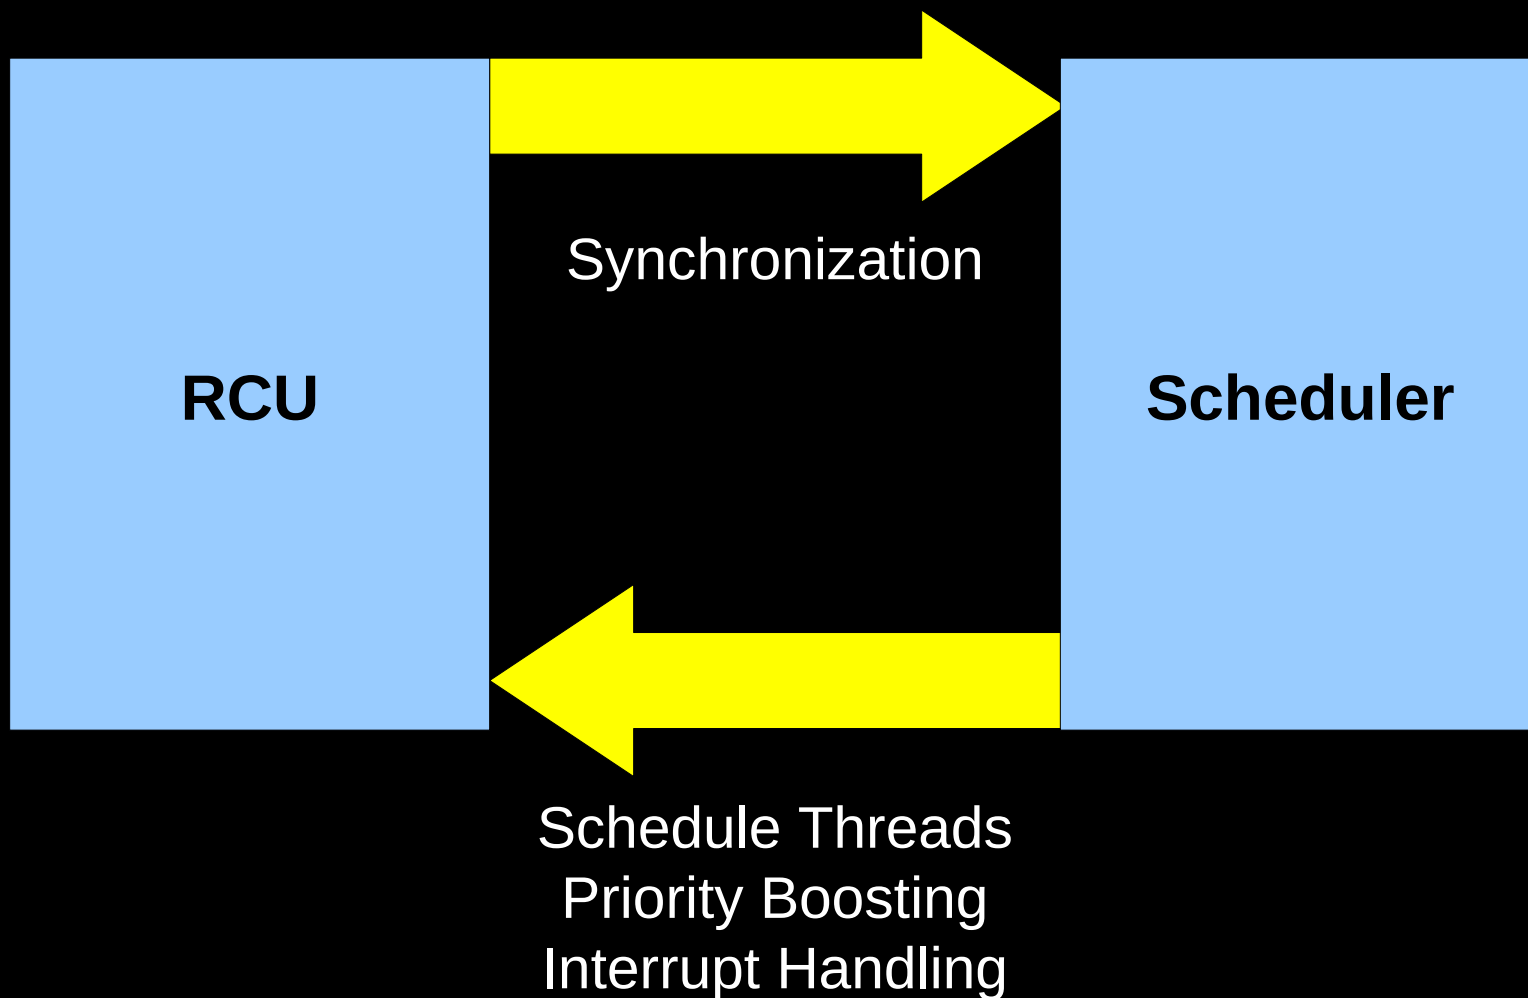 Synchronization
RCU
Scheduler
Schedule Threads
Priority Boosting
Interrupt Handling